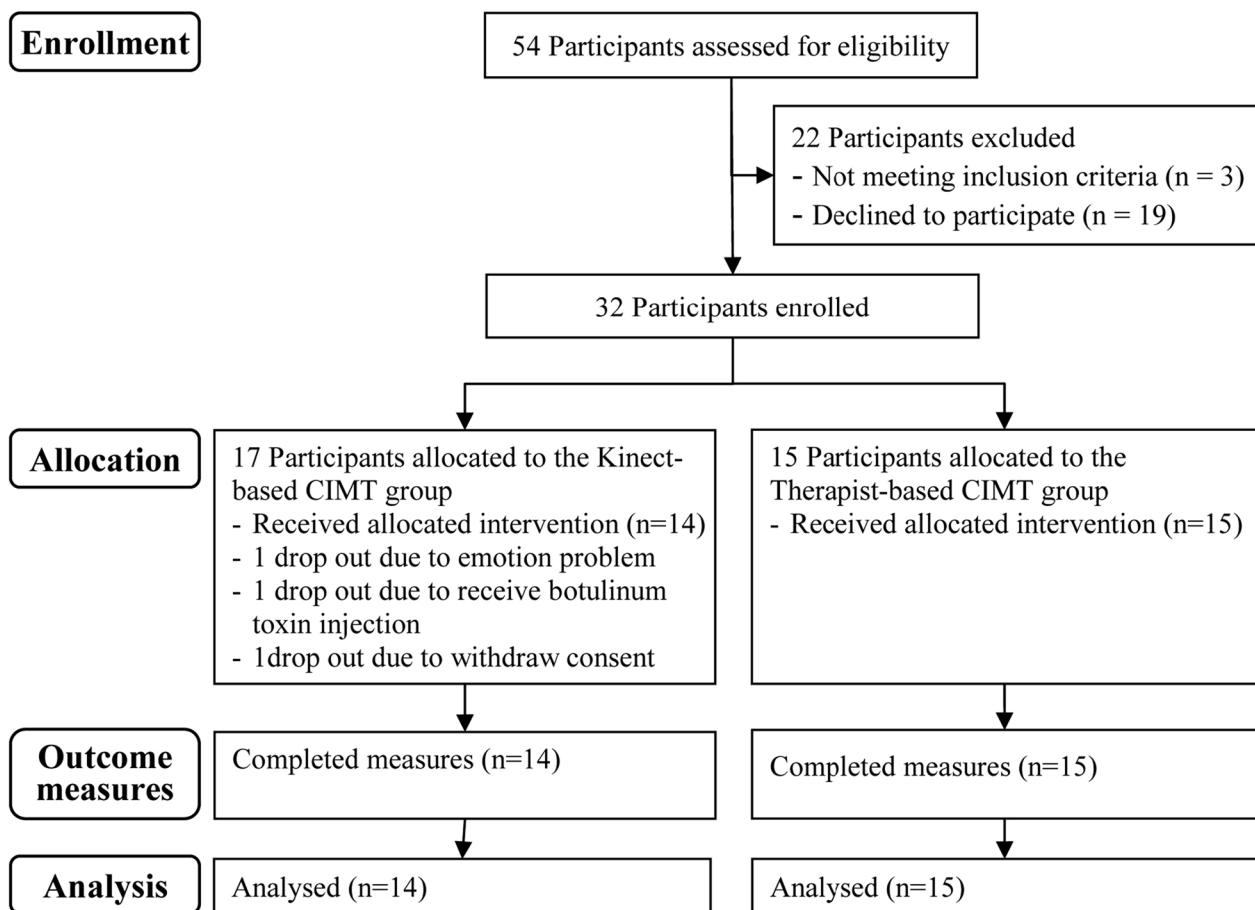 Enrollment
54 Participants assessed for eligibility
22 Participants excluded
- Not meeting inclusion criteria (n = 3)
- Declined to participate (n = 19)
32 Participants enrolled
Allocation
17 Participants allocated to the Kinect-
based CIMT group
- Received allocated intervention (n=14)
- 1 drop out due to emotion problem
- 1 drop out due to receive botulinum
toxin injection
- 1drop out due to withdraw consent
15 Participants allocated to the
Therapist-based CIMT group
- Received allocated intervention (n=15)
Outcome
measures
Completed measures (n=14)
Completed measures (n=15)
Analysis
Analysed (n=14)
Analysed (n=15)